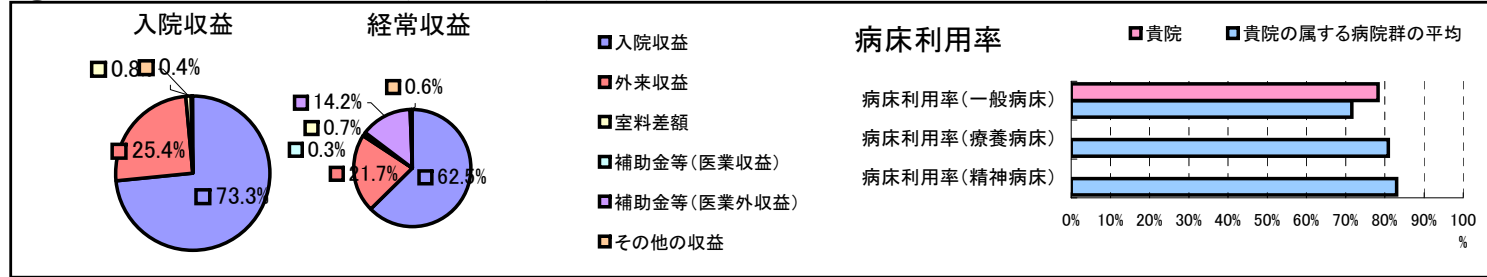 入院収益
0.8
0.4%
25.4%
73.3%
経常収益
0.6%
14.2%
0.7%
0.3%
21.7%
62.5%
入院収益
外来収益
室料差額
補助金等(医業収益)
補助金等(医業外収益)
その他の収益
病床利用率
貴院
貴院の属する病院群の平均
病床利用率(一般病床)
病床利用率(療養病床)
病床利用率(精神病床)
0% 10% 20% 30% 40% 50% 60% 70% 80% 90% 100
%